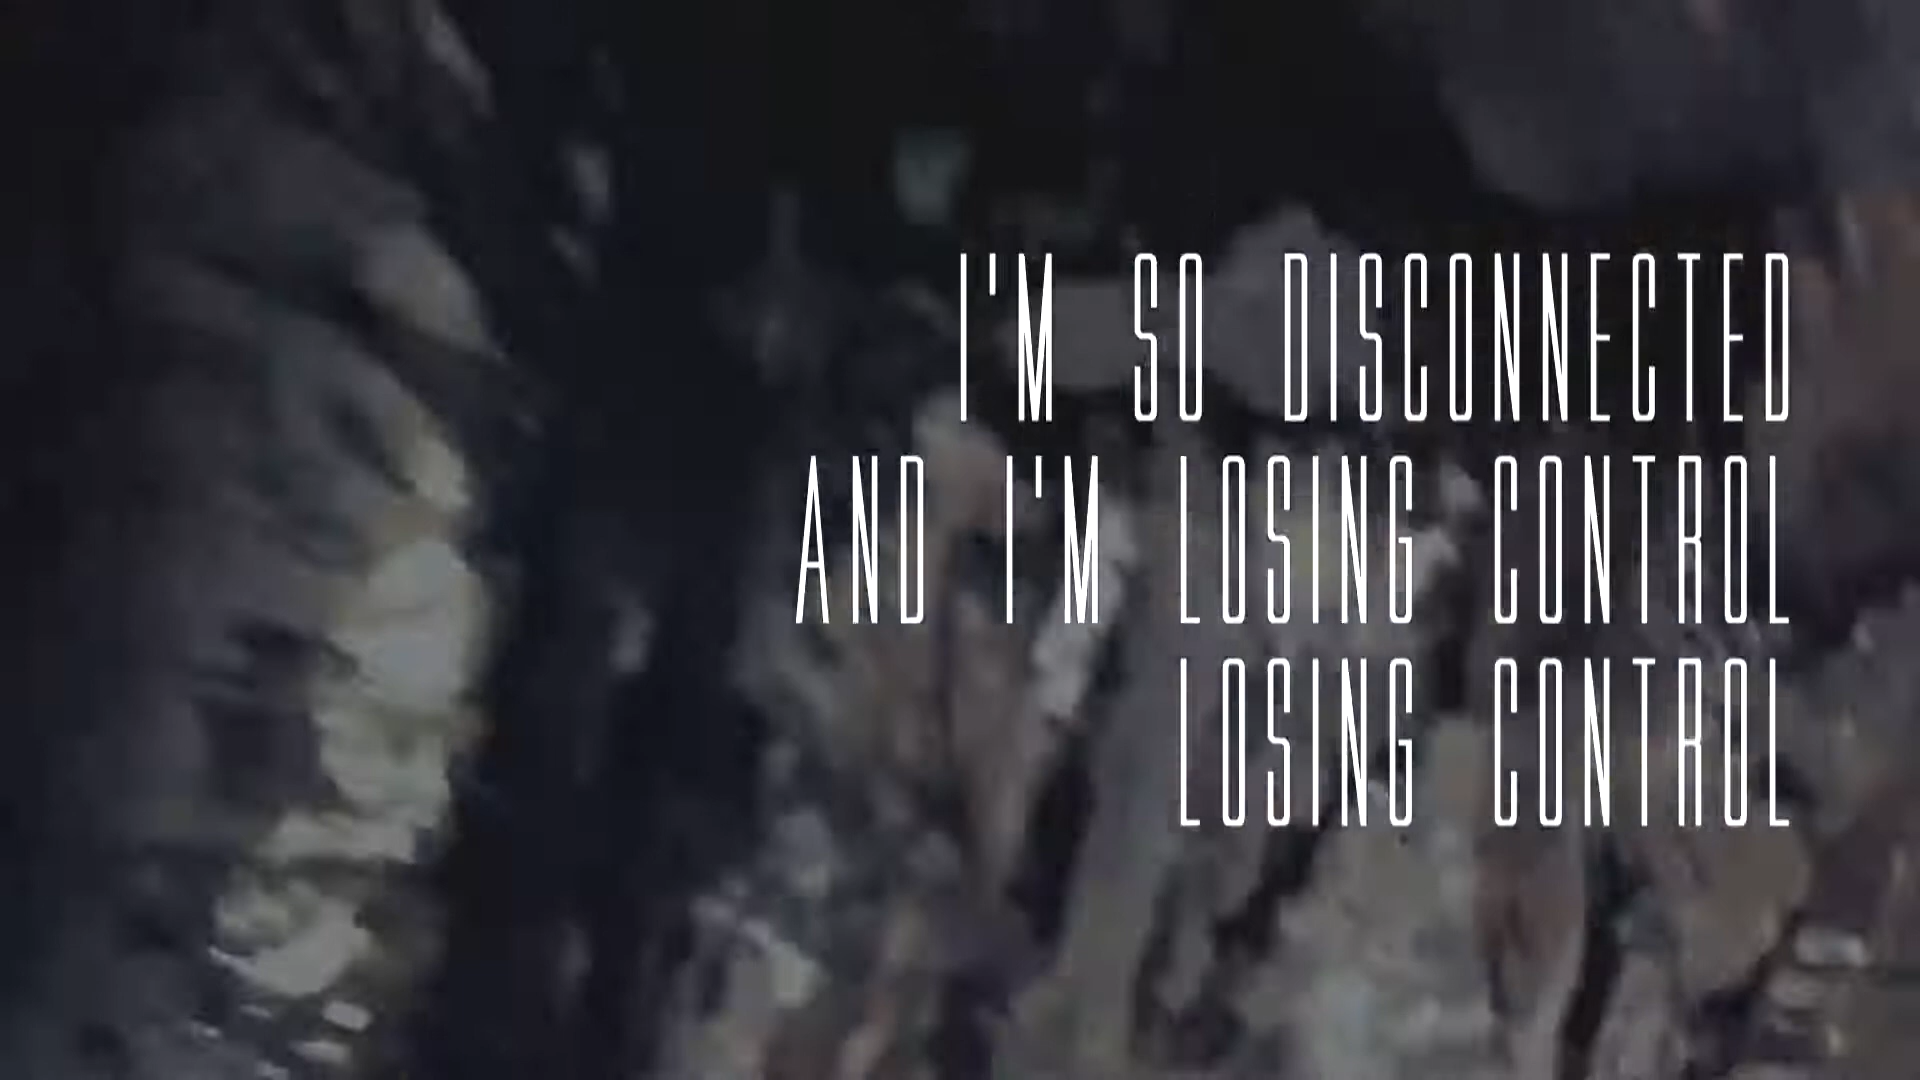 I'M SO DISCONNECTED
AND I'M LOSING CONTROL
LOSING CONTROL